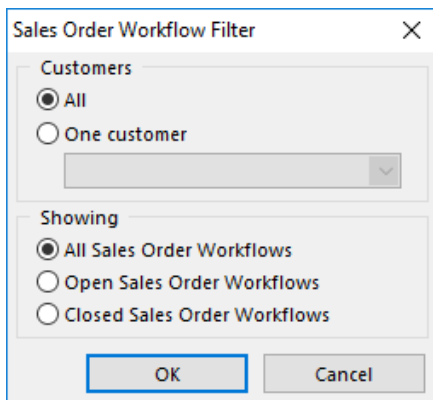 Sales Order Workflow Filter
Customers
All
One customer
Showing
All Sales Order Workflows
Open Sales Order Workflows
Closed Sales Order Workflows
OK
Cancel